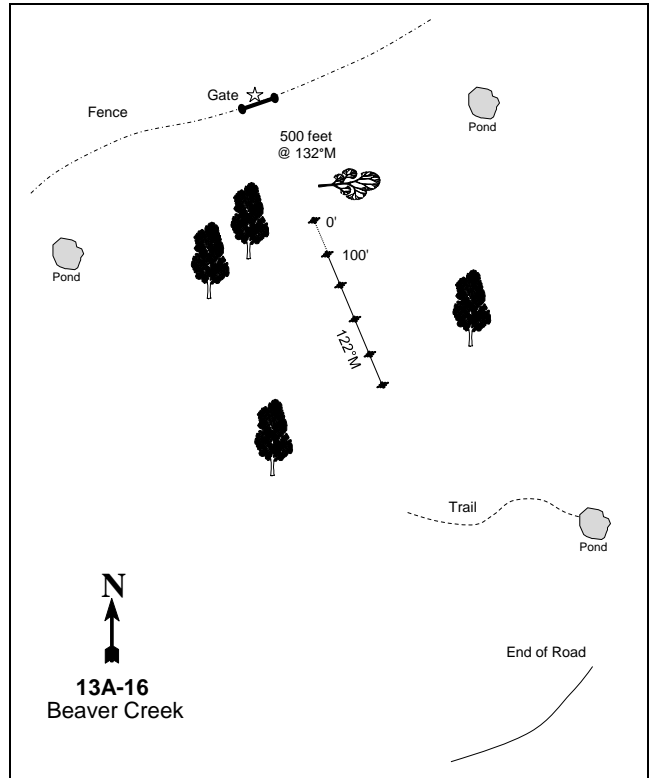 Gate
Fence
Pond
500 feet
@ 132°M
0'
Pond
100'
122°M
Trail
Pond
N
End of Road
13A-16
Beaver Creek